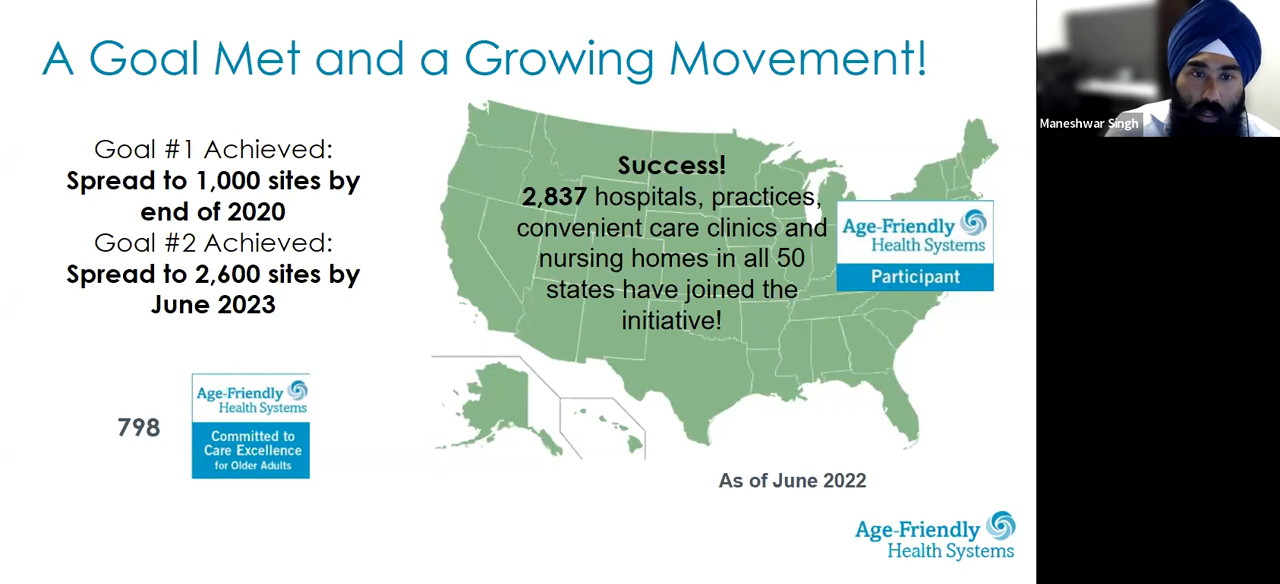 A Goal Met and a Growing Movement!
Goal #1 Achieved:
Spread to 1,000 sites by
end of 2020
Goal #2 Achieved:
Spread to 2,600 sites by
June 2023
798
Age-Friendly
Health Systems
Committed to
Care Excellence
for Older Adults
Success!
2,837 hospitals, practices,
convenient care clinics and
nursing homes in all 50
states have joined the
initiative!
Age-Friendly
Health Systems
Participant
As of June 2022
Age-Friendly
Health Systems
Maneshwar Singh